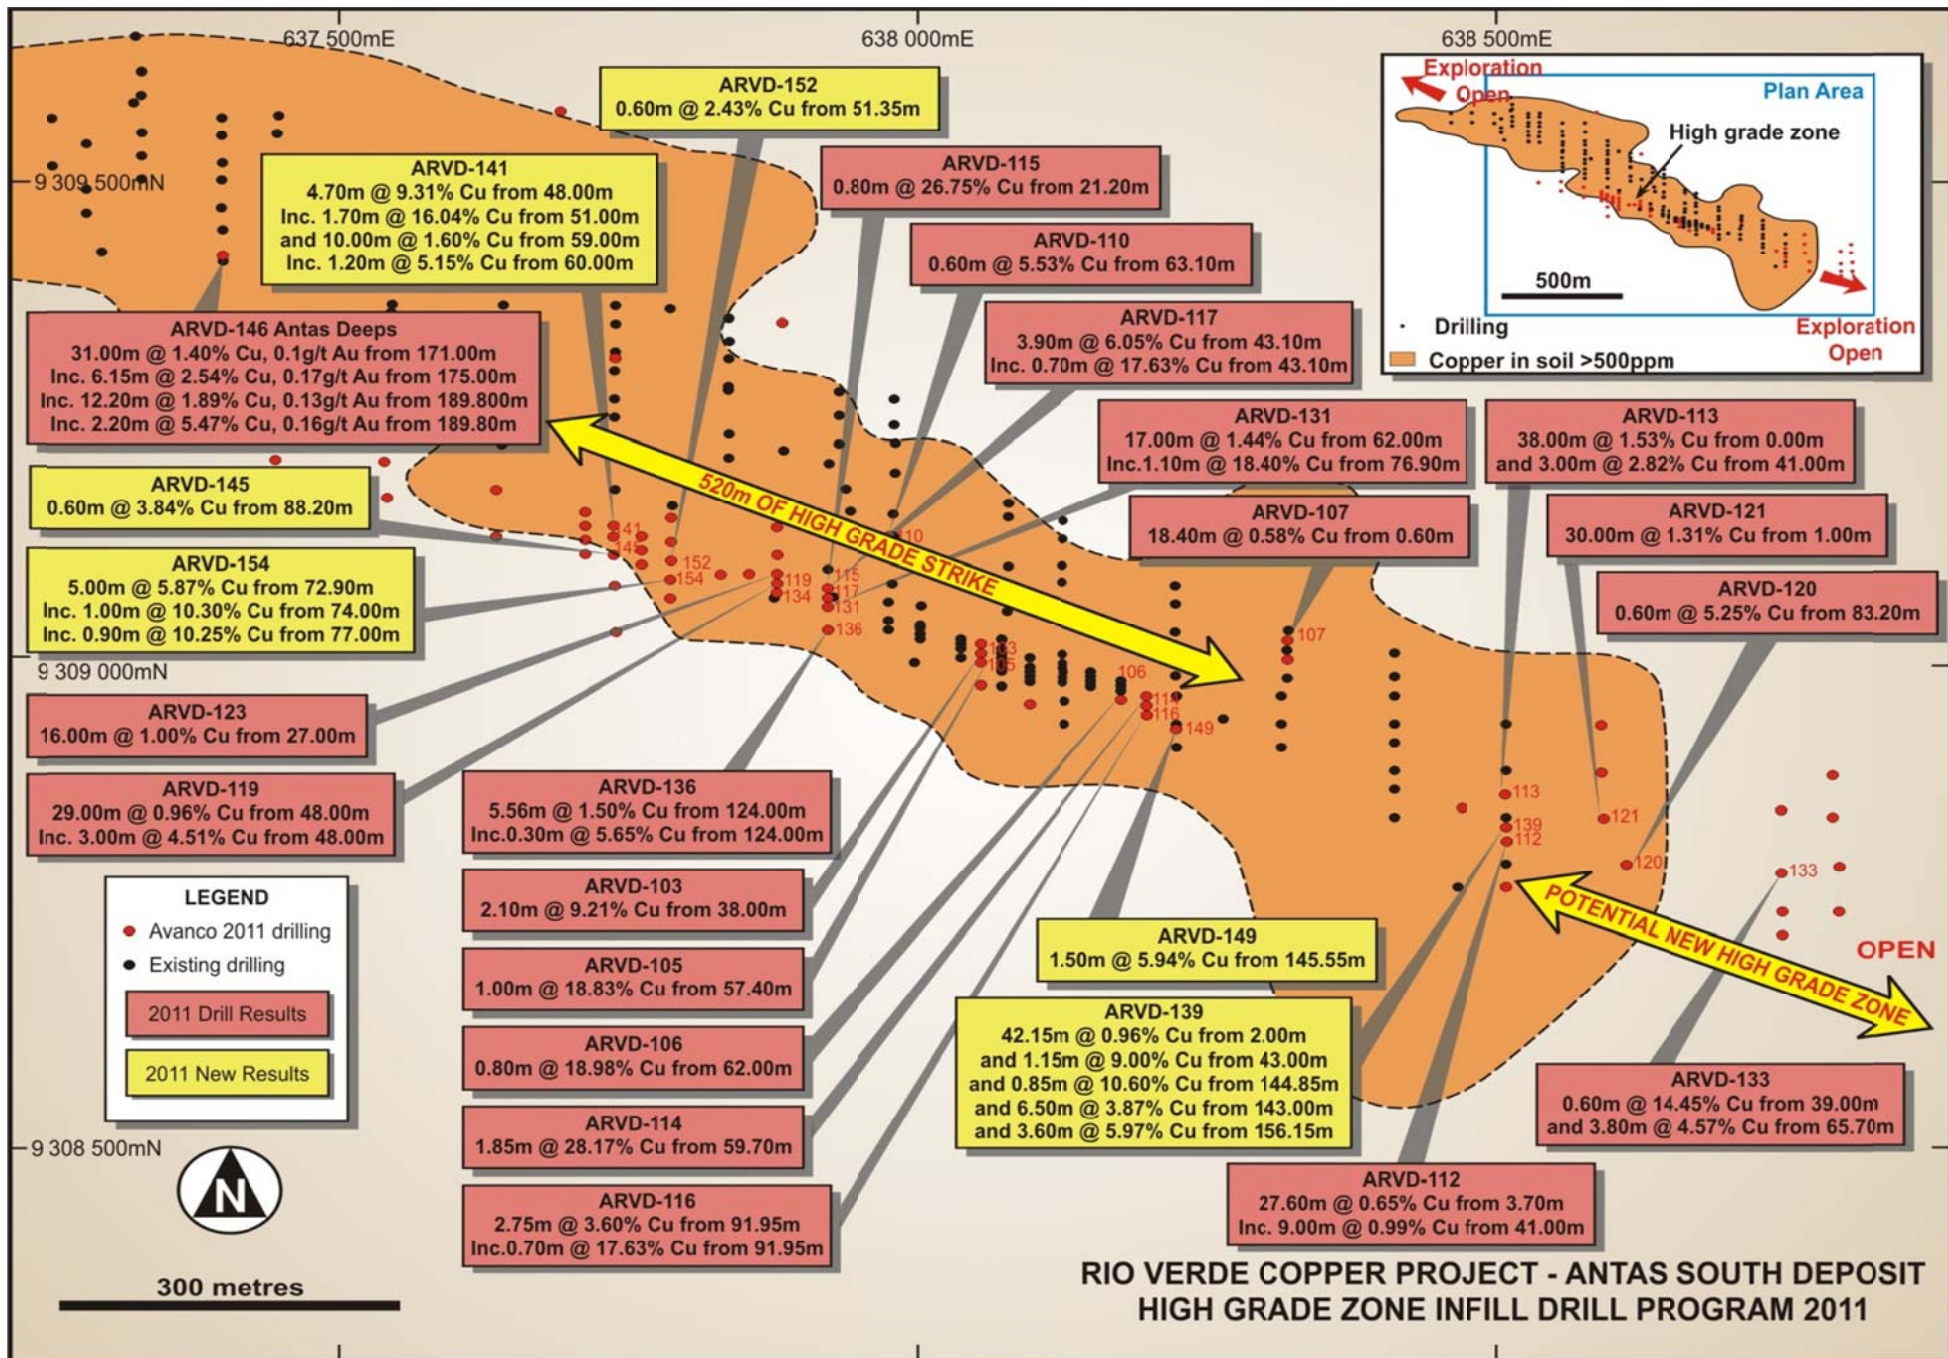 637 500mE
638 000mE
638 500mE
9 309 500mN
9 309 000mN
9 308 500mN
ARVD-152
0.60m @ 2.43% Cu from 51.35m
ARVD-141
4.70m @ 9.31% Cu from 48.00m
Inc. 1.70m @ 16.04% Cu from 51.00m
and 10.00m @ 1.60% Cu from 59.00m
Inc. 1.20m @ 5.15% Cu from 60.00m
ARVD-115
0.80m @ 26.75% Cu from 21.20m
ARVD-110
0.60m @ 5.53% Cu from 63.10m
ARVD-117
3.90m @ 6.05% Cu from 43.10m
Inc. 0.70m @ 17.63% Cu from 43.10m
Exploration
Open
Plan Area
High grade zone
500m
Drilling
Copper in soil >500ppm
Exploration
Open
ARVD-146 Antas Deeps
31.00m @ 1.40% Cu, 0.1g/t Au from 171.00m
Inc. 6.15m @ 2.54% Cu, 0.17g/t Au from 175.00m
Inc. 12.20m @ 1.89% Cu, 0.13g/t Au from 189.800m
Inc. 2.20m @ 5.47% Cu, 0.16g/t Au from 189.80m
ARVD-131
17.00m @ 1.44% Cu from 62.00m
Inc.1.10m @ 18.40% Cu from 76.90m
ARVD-113
38.00m @ 1.53% Cu from 0.00m
and 3.00m @ 2.82% Cu from 41.00m
ARVD-145
0.60m @ 3.84% Cu from 88.20m
ARVD-107
18.40m @ 0.58% Cu from 0.60m
ARVD-121
30.00m @ 1.31% Cu from 1.00m
ARVD-154
5.00m @ 5.87% Cu from 72.90m
Inc. 1.00m @ 10.30% Cu from 74.00m
Inc. 0.90m @ 10.25% Cu from 77.00m
ARVD-120
0.60m @ 5.25% Cu from 83.20m
520m OF HIGH GRADE STRIKE
141
145
152
154
119
134
115
117
131
136
110
103
105
106
114
116
149
107
113
139
112
121
120
133
ARVD-123
16.00m @ 1.00% Cu from 27.00m
ARVD-119
29.00m @ 0.96% Cu from 48.00m
Inc. 3.00m @ 4.51% Cu from 48.00m
ARVD-136
5.56m @ 1.50% Cu from 124.00m
Inc.0.30m @ 5.65% Cu from 124.00m
ARVD-103
2.10m @ 9.21% Cu from 38.00m
ARVD-105
1.00m @ 18.83% Cu from 57.40m
ARVD-106
0.80m @ 18.98% Cu from 62.00m
ARVD-114
1.85m @ 28.17% Cu from 59.70m
ARVD-116
2.75m @ 3.60% Cu from 91.95m
Inc.0.70m @ 17.63% Cu from 91.95m
ARVD-149
1.50m @ 5.94% Cu from 145.55m
ARVD-139
42.15m @ 0.96% Cu from 2.00m
and 1.15m @ 9.00% Cu from 43.00m
and 0.85m @ 10.60% Cu from 144.85m
and 6.50m @ 3.87% Cu from 143.00m
and 3.60m @ 5.97% Cu from 156.15m
POTENTIAL NEW HIGH GRADE ZONE
OPEN
ARVD-133
0.60m @ 14.45% Cu from 39.00m
and 3.80m @ 4.57% Cu from 65.70m
ARVD-112
27.60m @ 0.65% Cu from 3.70m
Inc. 9.00m @ 0.99% Cu from 41.00m
LEGEND
Avanco 2011 drilling
Existing drilling
2011 Drill Results
2011 New Results
N
300 metres
RIO VERDE COPPER PROJECT - ANTAS SOUTH DEPOSIT
HIGH GRADE ZONE INFILL DRILL PROGRAM 2011